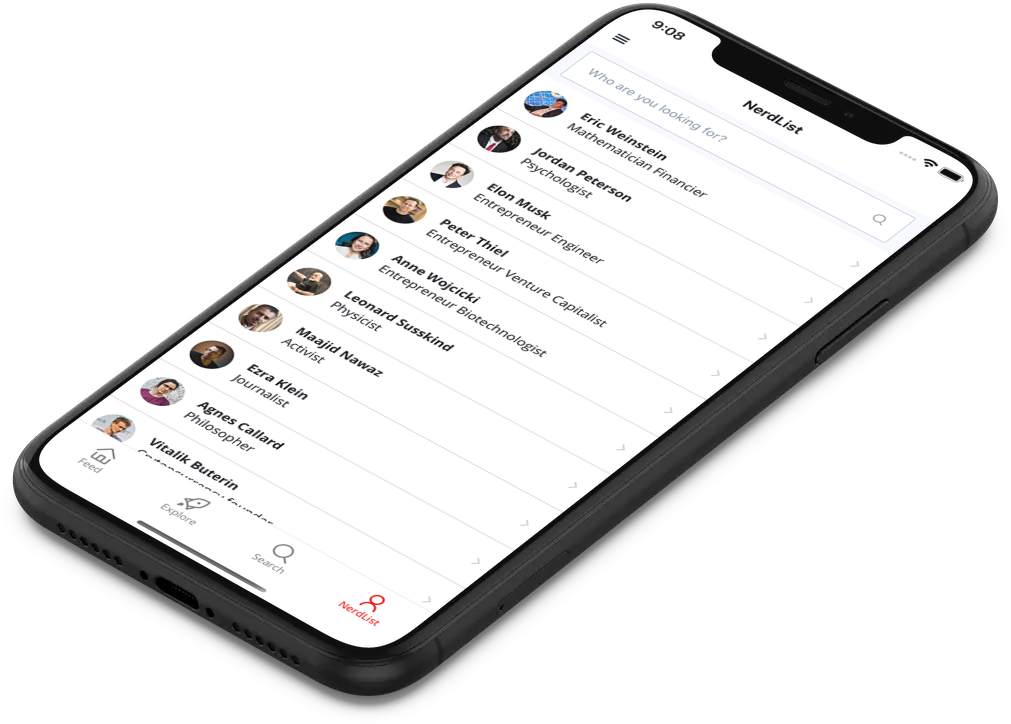 9:08
NerdList
Who are you looking for?
Eric Weinstein
Mathematician Financier
Jordan Peterson
Psychologist
Elon Musk
Entrepreneur Engineer
Peter Thiel
Entrepreneur Venture Capitalist
Anne Wojcicki
Entrepreneur Biotechnologist
Leonard Susskind
Physicist
Maajid Nawaz
Activist
Ezra Klein
Journalist
Agnes Callard
Philosopher
Vitalik Buterin
Feed
Explore
Search
NerdList